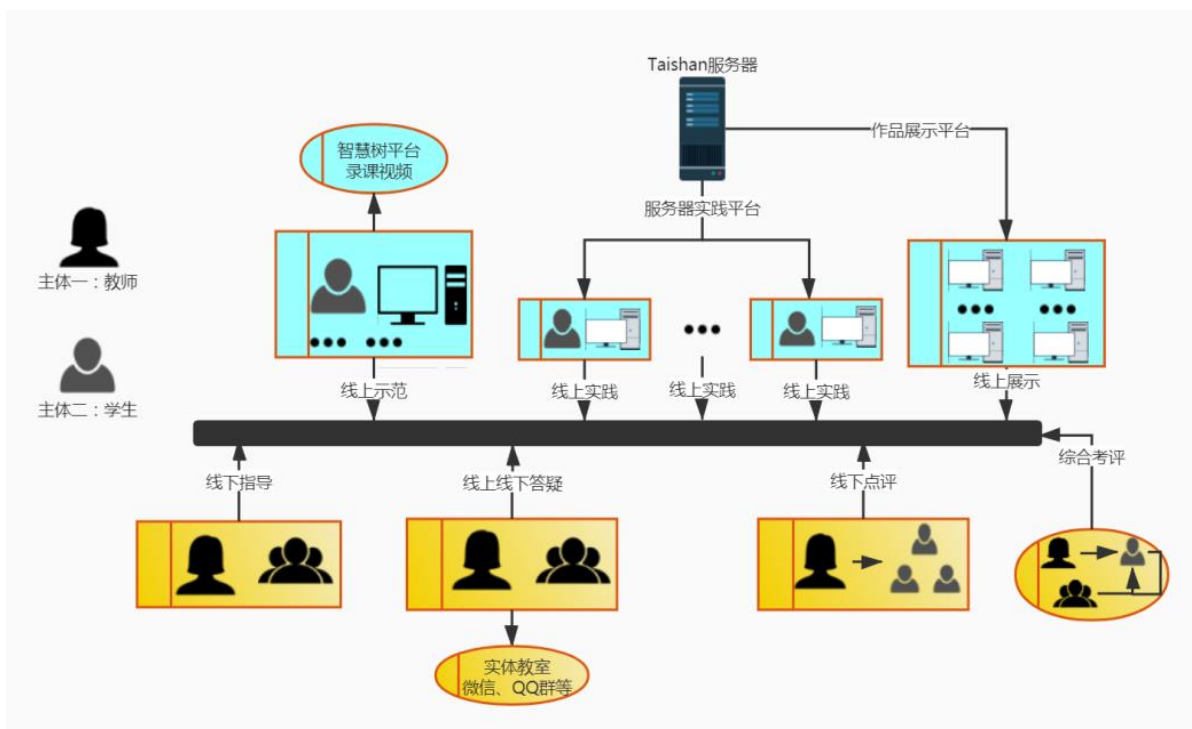 Taishan服务器
作品展示平台
智慧树平台
录课视频
服务器实践平台
主体一：教师
主体二：学生
线上示范
线上实践
线上实践
线上实践
线上展示
线下指导
线上线下答疑
线下点评
综合考评
实体教室
微信、QQ群等